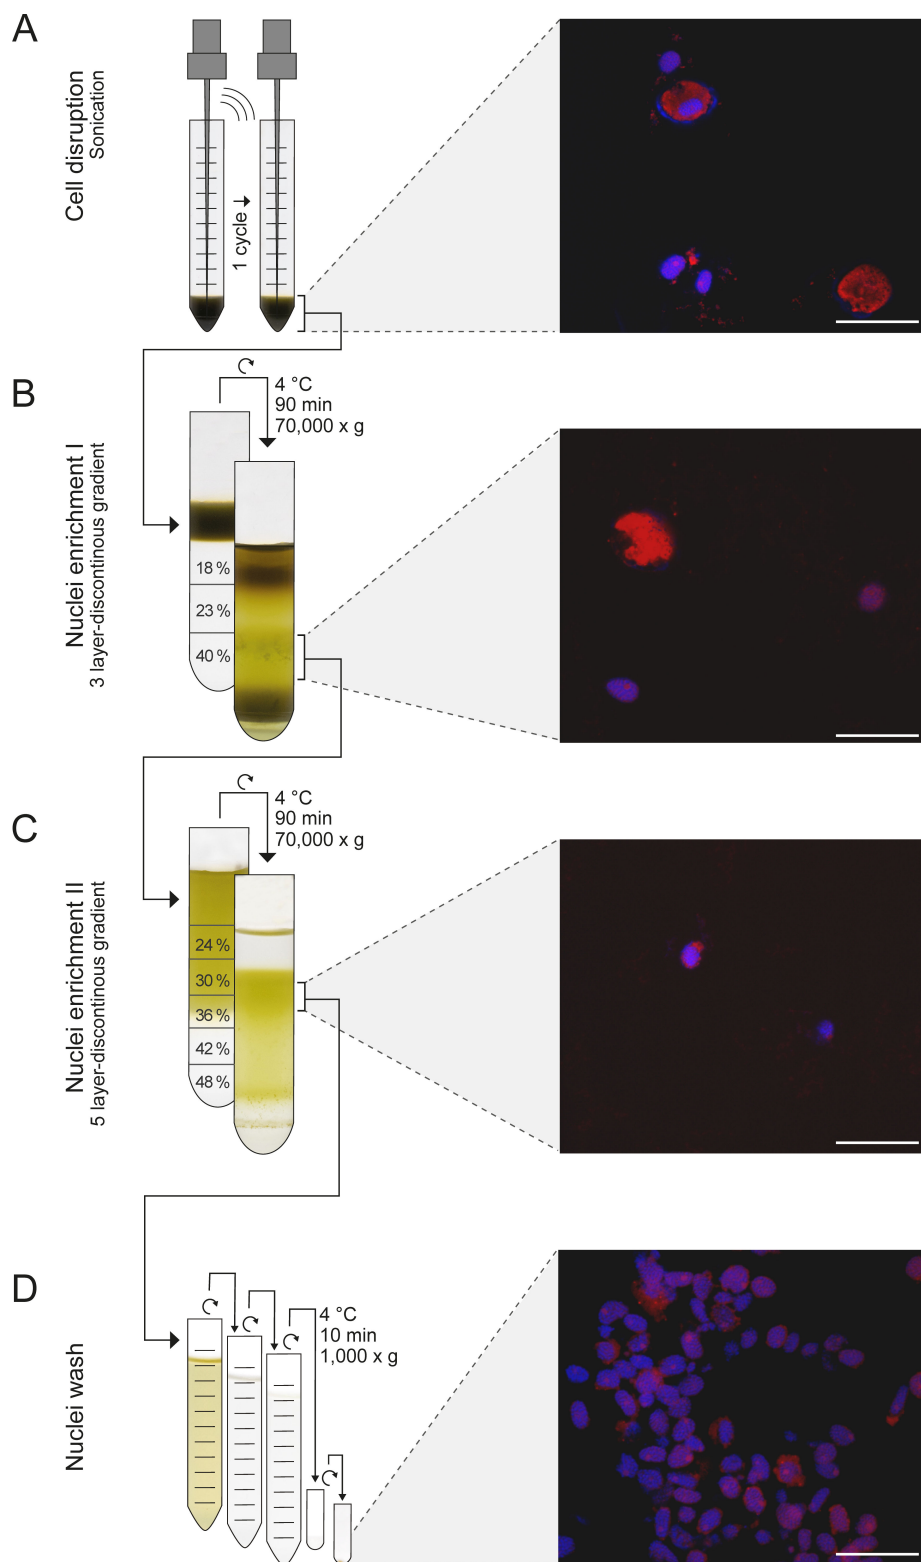 A
Cell disruption
Sonication
1 cycle
B
Nuclei enrichment I
3 layer-discontinous gradient
4 °C
90 min
70,000 x g
18 %
23 %
40 %
C
Nuclei enrichment II
5 layer-discontinous gradient
4 °C
90 min
70,000 x g
24 %
30 %
36 %
42 %
48 %
D
Nuclei wash
4 °C
10 min
1,000 x g